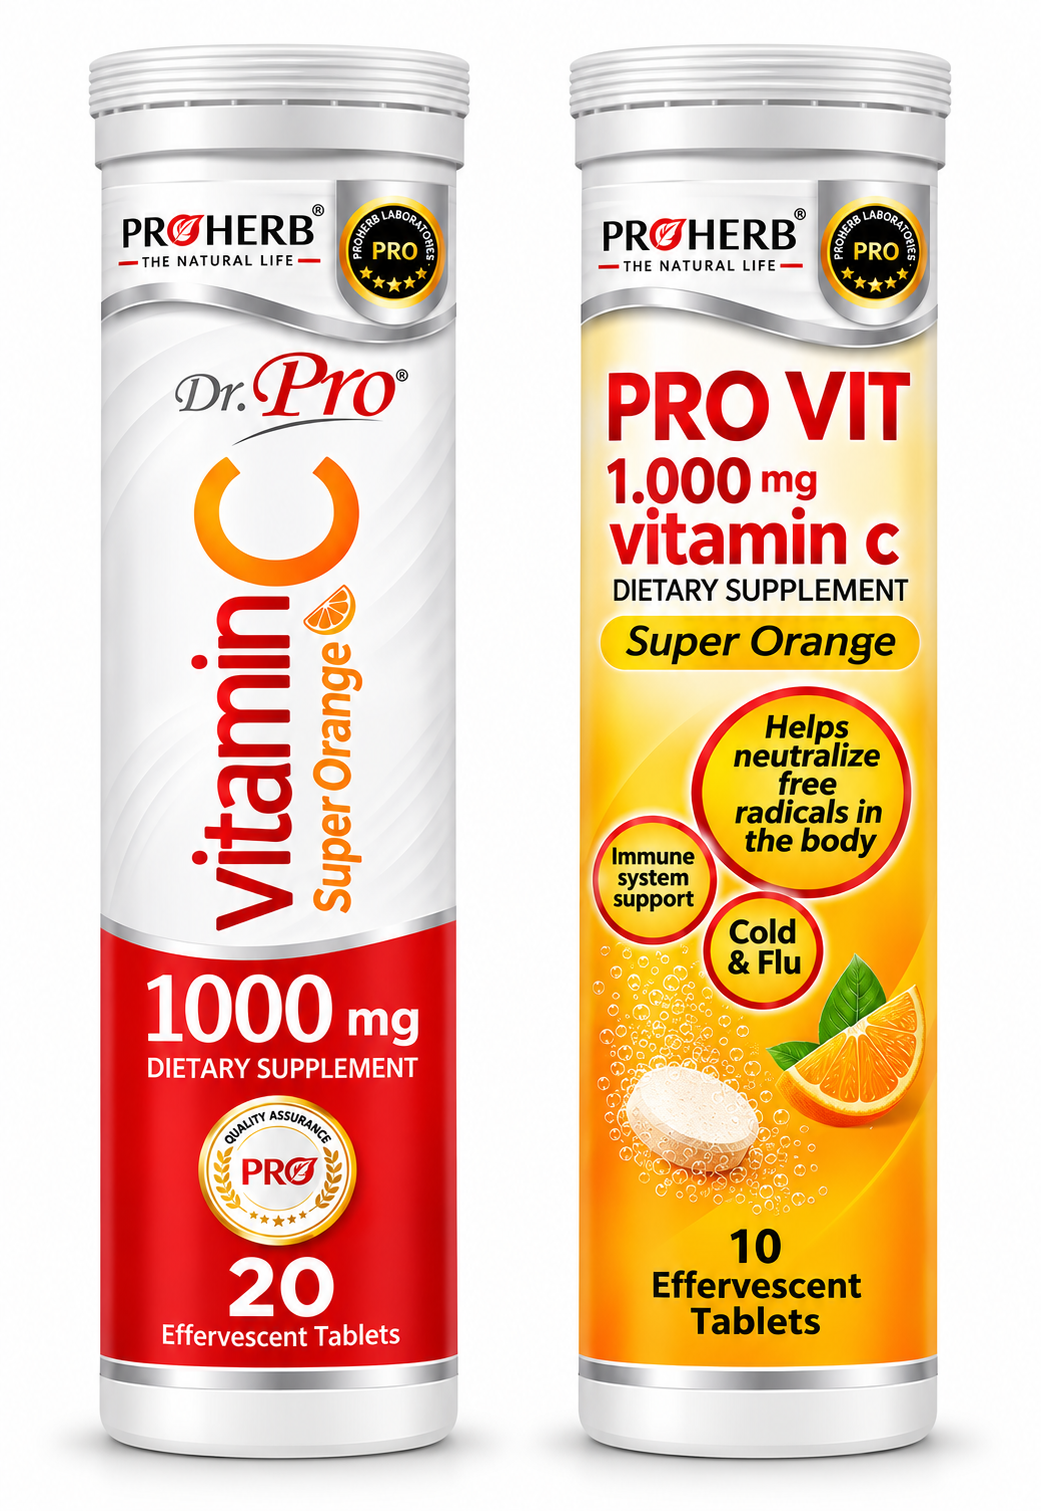 PROHERB®
THE NATURAL LIFE
PROHERB LABORATORIES
PRO
Dr. Pro®
vitamin C
Super Orange
1000 mg
DIETARY SUPPLEMENT
QUALITY ASSURANCE
PRO
20
Effervescent Tablets
PROHERB®
THE NATURAL LIFE
PROHERB LABORATORIES
PRO
PRO VIT
1.000 mg
vitamin c
DIETARY SUPPLEMENT
Super Orange
Helps
neutralize
free
radicals in
the body
Immune
system
support
Cold
& Flu
10
Effervescent
Tablets